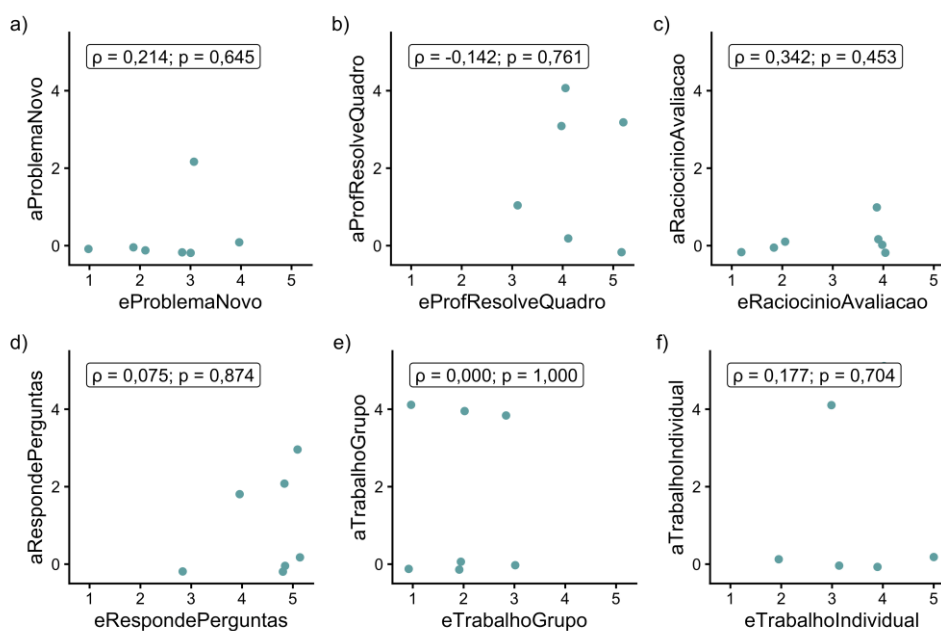 a)
ρ = 0,214; p = 0,645
aProblemaNovo
4
2
0
1 2 3 4 5
eProblemaNovo
b)
ρ = -0,142; p = 0,761
aProfResolveQuadro
4
2
0
1 2 3 4 5
eProfResolveQuadro
c)
ρ = 0,342; p = 0,453
aRaciocinioAvaliacao
4
2
0
1 2 3 4 5
eRaciocinioAvaliacao
d)
ρ = 0,075; p = 0,874
aRespondePerguntas
4
2
0
1 2 3 4 5
eRespondePerguntas
e)
ρ = 0,000; p = 1,000
aTrabalhoGrupo
4
2
0
1 2 3 4 5
eTrabalhoGrupo
f)
ρ = 0,177; p = 0,704
aTrabalhoIndividual
4
2
0
1 2 3 4 5
eTrabalhoIndividual